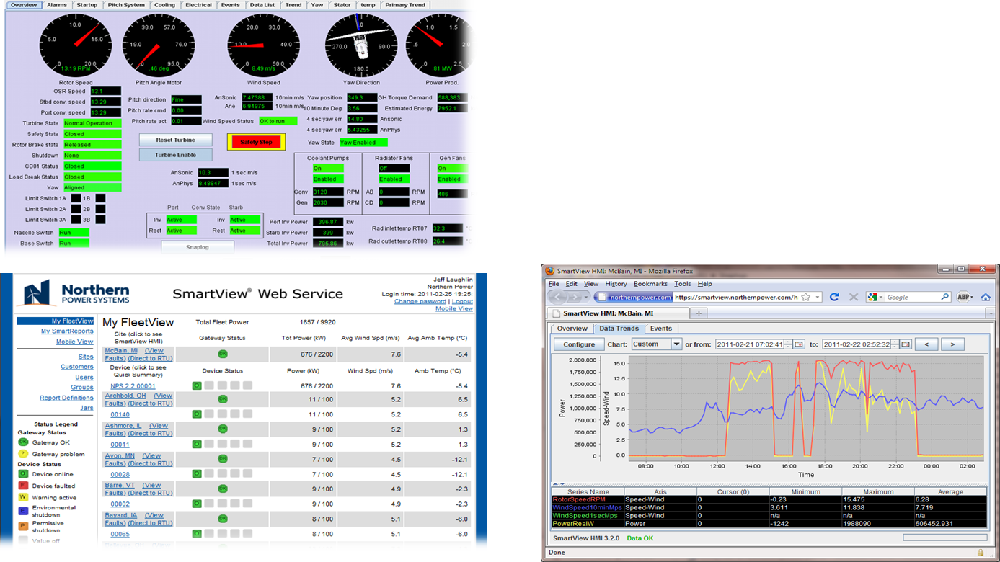 Overview Alarms Startup Pitch System Cooling Electrical Events Data List Trend Yaw Stator temp Primary Trend
10.0 5.0 15.0 .0 20.0 13.19 RPM
38.0 57.0 19.0 76.0 .0 95.0 .46 deg
20.0 30.0 10.0 40.0 .0 50.0 8.49 m/s
0 270.0 90.0 180.0
1.0 1.5 .5 2. .0 2.5 .81 MW
Rotor Speed Pitch Angle Motor Wind Speed Yaw Direction Power Prod.
OSR Speed 13.1
Stbd conv. speed 13.29
Port conv. speed 13.29
Turbine State Normal Operation
Safety State Closed
Rotor Brake state Released
Shutdown None
CB01 Status Closed
Load Break Status Closed
Yaw Aligned
Limit Switch 1A 1B
Limit Switch 2A 2B
Limit Switch 3A 3B
Nacelle Switch Run
Base Switch Run
Pitch direction Fine
Pitch rate cmd 0.00
Pitch rate act 0.01
AnSonic 7.47388 10min m/s
Ane 6.94975 10min m/s
Wind Speed Status OK to run
Reset Turbine
Turbine Enable
Safety Stop
AnSonic 10.3 1 sec m/s
AnPhys 8.48847 1sec m/s
Port Conv State Starb
Inv Active Inv Active
Rect Active Rect Active
Snaplog
Yaw position 349.3
10 Minute Deg 3.56
4 sec yaw err 14.80 Ansonic
4 sec yaw err 5.43255 AnPhys
Yaw State Yaw Enabled
GH Torque Demand 588,383
Estimated Energy 7952.1
Coolant Pumps Radiator Fans Gen Fans
On Off On
Enabled Enabled Enabled
Conv 3120 RPM AB 0 RPM 406
Gen 2030 RPM CD 0 RPM
Port Inv Power 396.87 kw
Starb Inv Power 399 kw
Total Inv Power 795.86 kw
Rad inlet temp RT07 32.3
Rad outlet temp RT08 26.4
Northern
POWER SYSTEMS
SmartView® Web Service
Jeff Laughlin
Northern Power
Login time: 2011-02-25 19:25:
Change password | Logout
Mobile View
My FleetView
My SmartReports
Mobile View
Sites
Customers
Users
Groups
Report Definitions
Jars
Status Legend
Gateway Status
OK Gateway OK
? Gateway problem
Device Status
O Device online
F Device faulted
W Warning active
E Environmental
shutdown
P Permissive
shutdown
Value off
My FleetView Total Fleet Power 1657 / 9920
Site (click to see
SmartView HMI) Gateway Status Tot Power (kW) Avg Wind Spd (m/s) Avg Amb Temp (°C)
McBain, MI (View
Faults) (Direct to RTU) OK 676 / 2200 7.6 -5.4
Device (click to see
Quick Summary) Device Status Power (kW) Wind Spd (m/s) Amb Temp (°C)
NPS 2.2 00001 O 676 / 2200 7.6 -5.4
Archbold, OH (View
Faults) (Direct to RTU) OK 11 / 100 5.2 6.5
00140 O 11 / 100 5.2 6.5
Ashmore, IL (View
Faults) (Direct to RTU) OK 9 / 100 5.2 1.3
00011 O 9 / 100 5.2 1.3
Avon, MN (View
Faults) (Direct to RTU) OK 7 / 100 4.5 -12.1
00028 O 7 / 100 4.5 -12.1
Barre, VT (View
Faults) (Direct to RTU) OK 9 / 100 4.9 -2.3
00002 O 9 / 100 4.9 -2.3
Bayard, IA (View
Faults) (Direct to RTU) OK 8 / 100 5.1 -6.0
00065 O 8 / 100 5.1 -6.0
SmartView HMI: McBain, MI - Mozilla Firefox
File Edit View History Bookmarks Tools Help
northernpower.com https://smartview.northernpower.com/h Google ABP
SmartView HMI: McBain, MI
Overview Data Trends Events
Configure Chart: Custom or from: 2011-02-21 07:02:41 to: 2011-02-22 02:52:32 < >
2,000,000 15.0
1,750,000
1,500,000 12.5
1,250,000 10.0
1,000,000 7.5
750,000
500,000 5.0
250,000 2.5
0 0.0
Power
Speed-Wind
08:00 10:00 12:00 14:00 16:00 18:00 20:00 22:00 00:00 02:00
Time
Series Name Axis Cursor (0) Minimum Maximum Average
RotorSpeedRPM Speed-Wind 0 -0.23 15.475 6.28
WindSpeed10minMps Speed-Wind 0 3.611 11.838 7.719
WindSpeed1secMps Speed-Wind 0 n/a n/a n/a
PowerRealW Power 0 -1242 1988090 606452.931
SmartView HMI 3.2.0 Data OK
Done